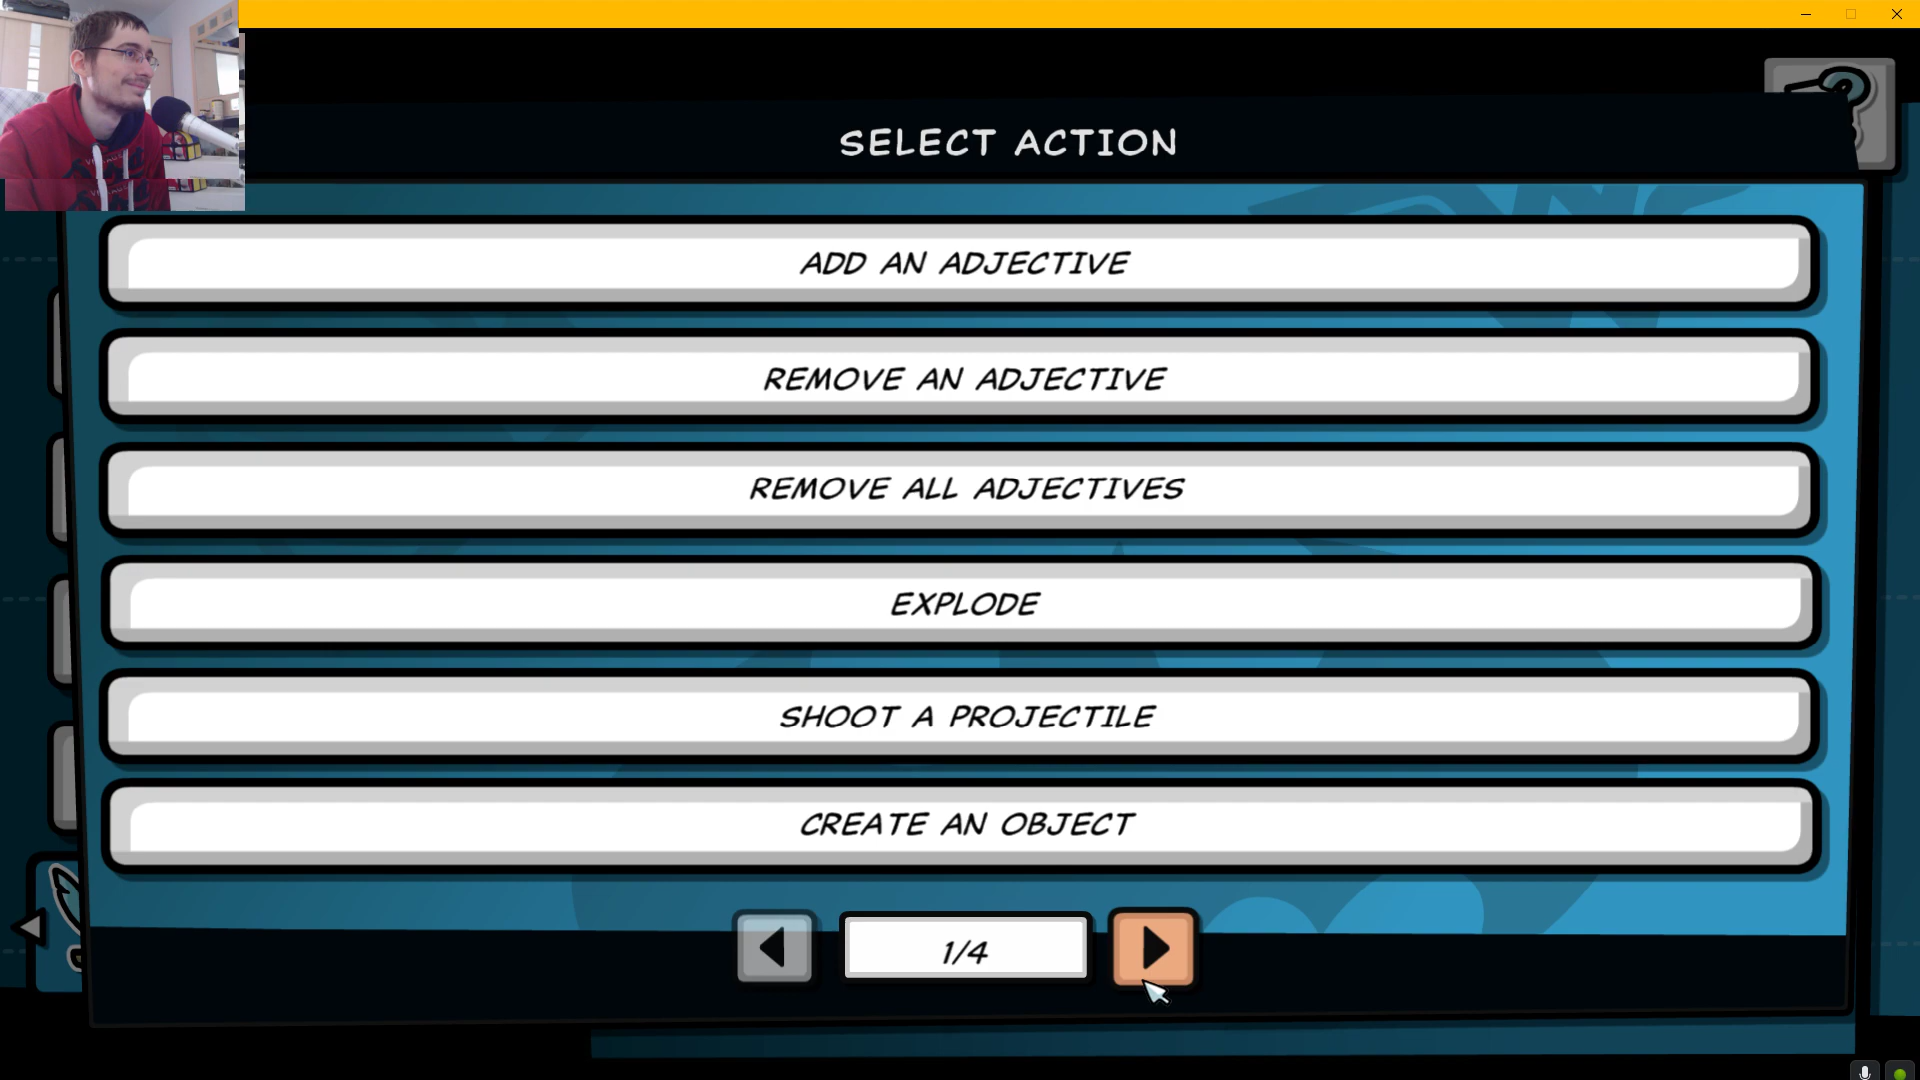 SELECT ACTION
ADD AN ADJECTIVE
REMOVE AN ADJECTIVE
REMOVE ALL ADJECTIVES
EXPLODE
SHOOT A PROJECTILE
CREATE AN OBJECT
1/4